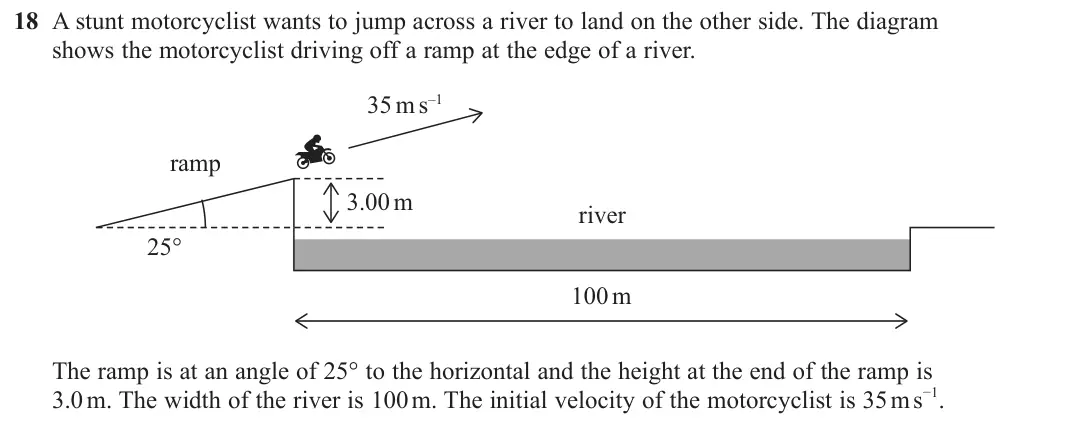 18 A stunt motorcyclist wants to jump across a river to land on the other side. The diagram
shows the motorcyclist driving off a ramp at the edge of a river.
35 m s⁻¹
ramp
3.00 m
river
25°
100 m
The ramp is at an angle of 25° to the horizontal and the height at the end of the ramp is
3.0 m. The width of the river is 100 m. The initial velocity of the motorcyclist is 35 m s⁻¹.